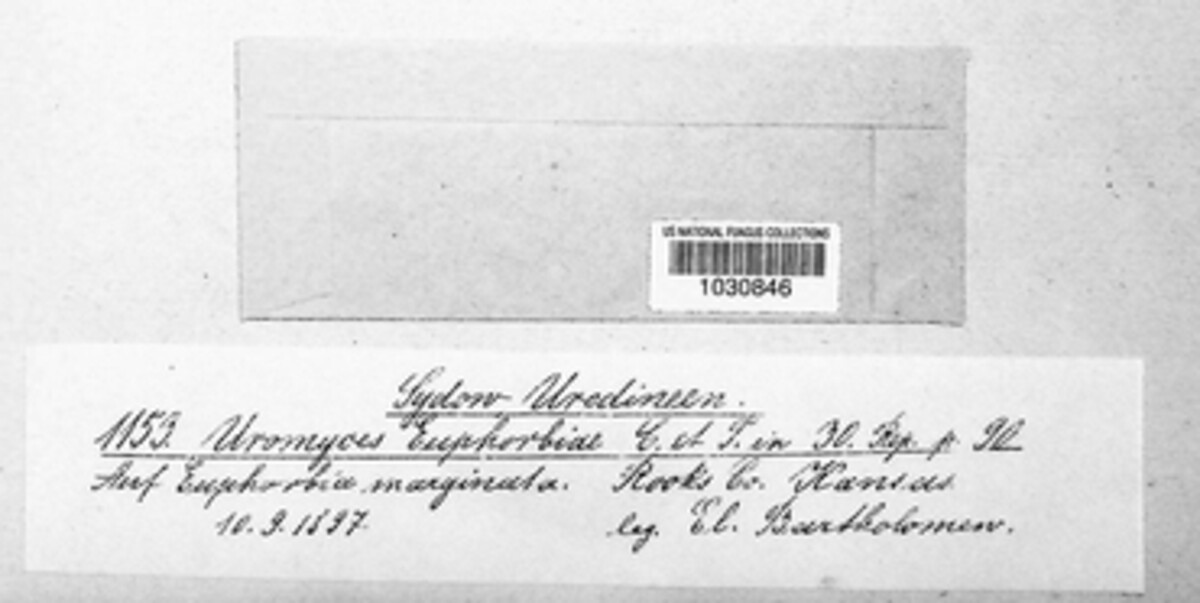 US NATIONAL FUNGUS COLLECTIONS
1030846
Sydow Uredineen.
1153. Uromyces Euphorbiae C. et P. in 30. Rep. p. 90
Auf Euphorbia marginata. Rooks Co. Kansas
10. 9. 1897. leg. El. Bartholomew.